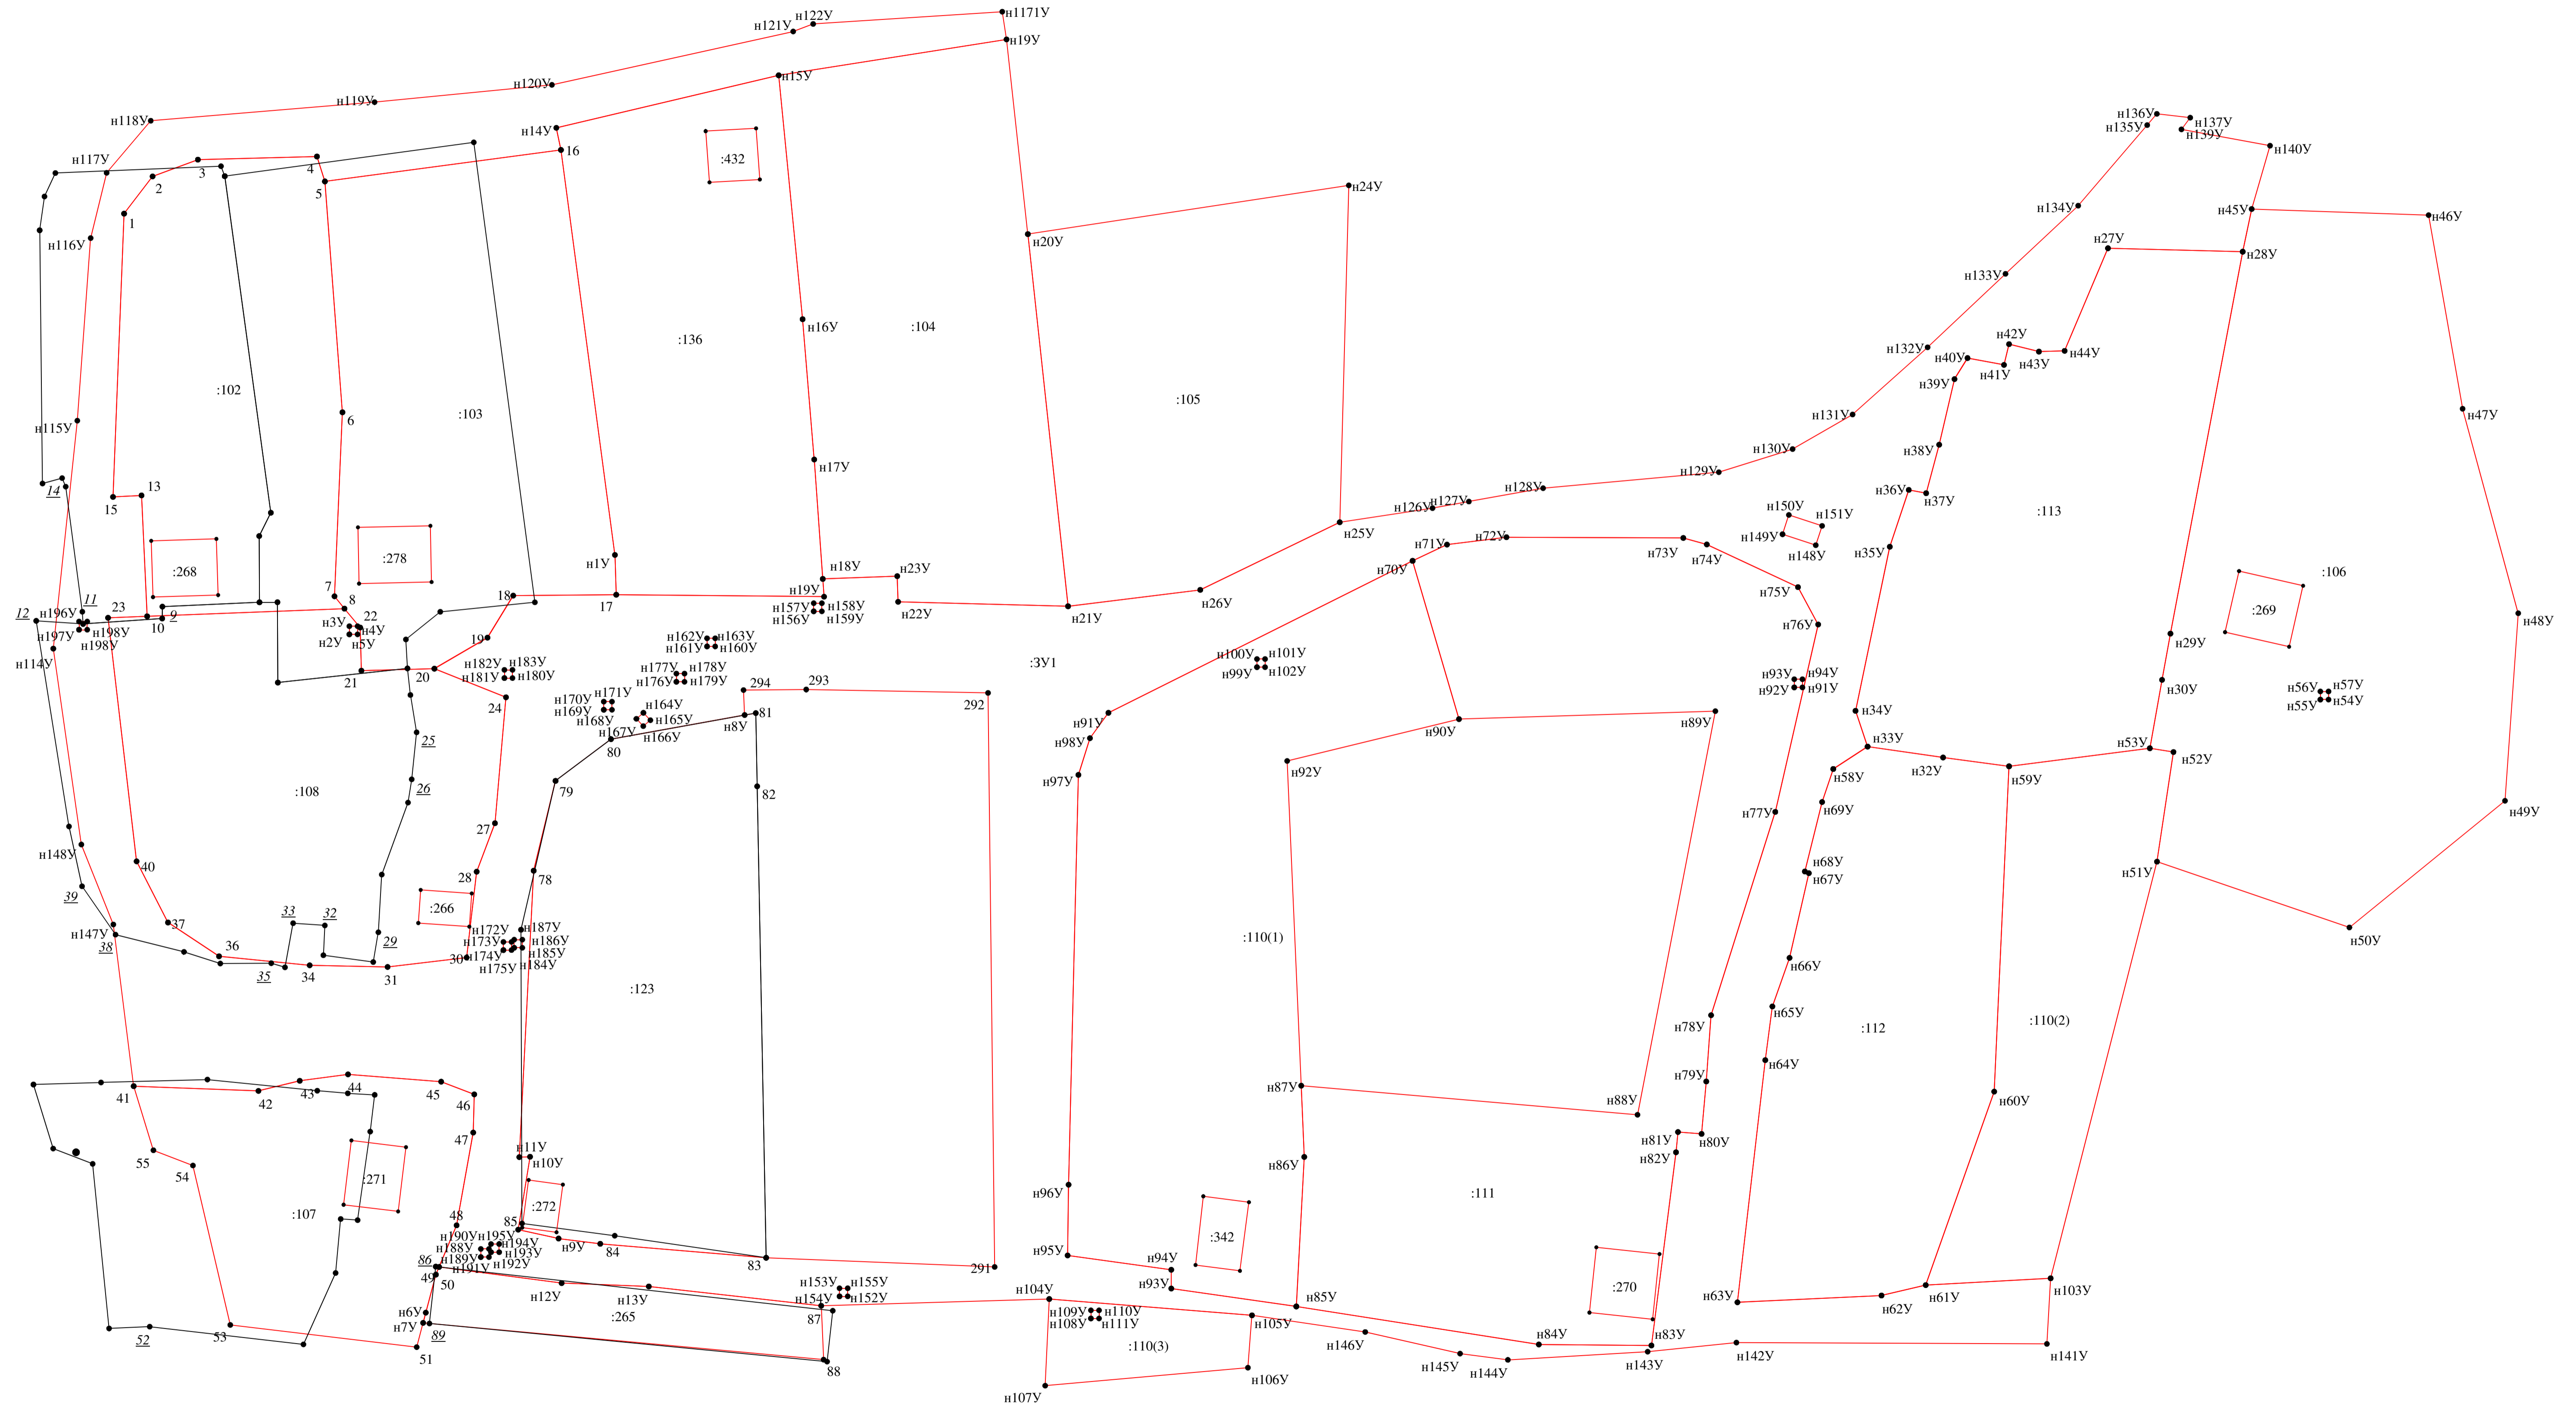 н1171У
н122У
н121У
н19У
н15У
н120У
н119У
н118У
н14У
16
:432
н136У
н137У
н135У
н139У
н140У
н117У
2
3
4
5
н24У
н134У
н45У
н46У
1
н116У
н20У
н27У
н28У
н133У
н16У
:136
:104
н132У
н42У
н40У
н41У
н43У
н44У
:102
н39У
:105
:103
6
н131У
н47У
н115У
н130У
н38У
н17У
н129У
14
13
15
н128У
н127У
н126У
н36У
н37У
:113
н150У
н151У
н149У
н148У
н25У
н71У
н72У
н73У
н74У
н35У
:278
:268
н1У
н18У
н23У
н70У
:106
н75У
:269
18
17
н19У
н22У
н21У
н26У
7
8
11
12
н196У
23
10
9
22
н3У
н4У
н2У
н5У
н197У
н198У
н198У
н157У
н158У
н156У
н159У
н48У
н76У
19
н162У
н163У
н161У
н160У
н29У
н114У
:ЗУ1
н100У
н101У
н99У
н102У
21
20
н182У
н183У
н181У
н180У
н177У
н178У
н176У
н179У
н93У
н94У
н92У
н91У
н30У
н56У
н57У
н55У
н54У
24
294
293
292
н170У
н171У
н169У
н168У
н164У
н165У
н167У
н166У
81
н8У
н91У
н89У
н34У
н90У
25
80
н98У
н33У
н53У
н52У
н32У
н59У
н92У
н58У
н97У
26
79
82
:108
н69У
н49У
н77У
27
н148У
40
28
78
н68У
н67У
н51У
39
:266
37
33
32
н50У
н147У
38
29
н172У
н187У
н173У
н186У
н174У
н185У
н175У
н184У
:110(1)
36
35
34
31
30
н66У
:123
н65У
н78У
:112
:110(2)
н64У
41
42
43
44
45
46
н87У
н79У
н88У
н60У
47
н81У
н80У
н82У
55
54
н11У
н10У
н86У
:271
н96У
:111
:272
:107
48
85
н190У
н195У
н194У
н188У
н193У
н189У
н192У
н191У
н9У
84
:342
86
49
50
83
291
н95У
н94У
н93У
:270
н12У
н13У
н153У
н155У
н154У
н152У
н104У
н85У
н63У
н62У
н61У
н103У
н6У
н7У
:265
87
н109У
н110У
н108У
н111У
н105У
52
53
89
51
88
:110(3)
н146У
н84У
н83У
н145У
н144У
н143У
н142У
н141У
н107У
н106У